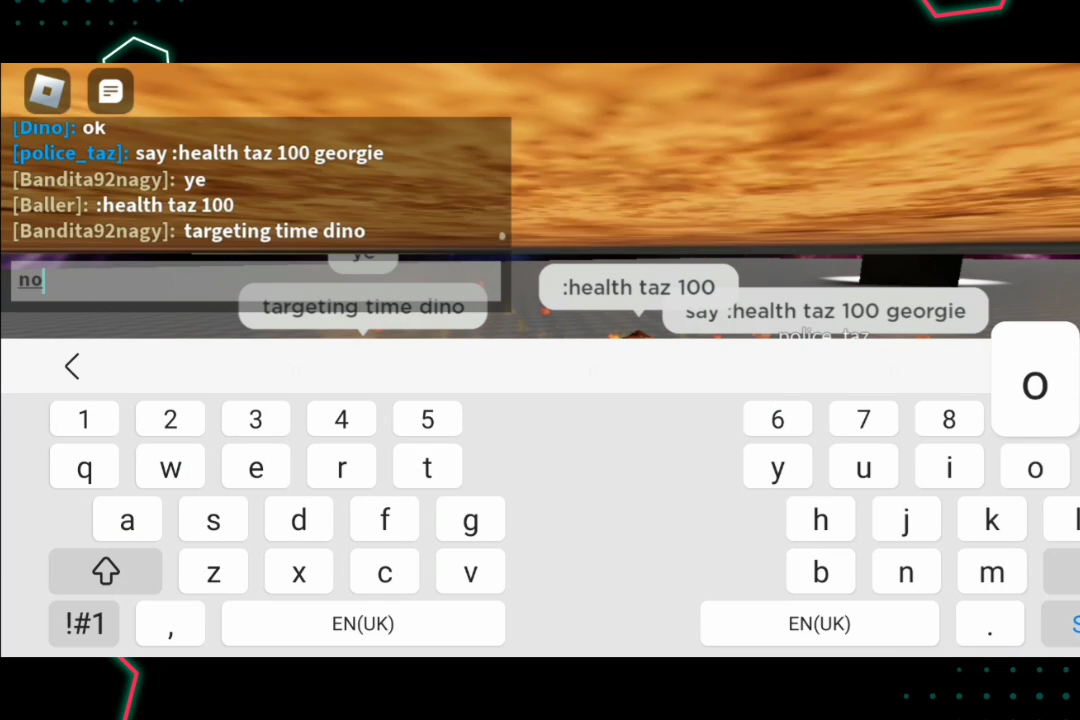 [Dino]: ok
[police_taz]: say :health taz 100 georgie
[Bandita92nagy]: ye
[Baller]: :health taz 100
[Bandita92nagy]: targeting time dino
no
ye
targeting time dino
:health taz 100
say :health taz 100 georgie
police_taz
o
1 2 3 4 5 6 7 8
q w e r t y u i o
a s d f g h j k l
z x c v b n m
!#1 , EN(UK) EN(UK) . S